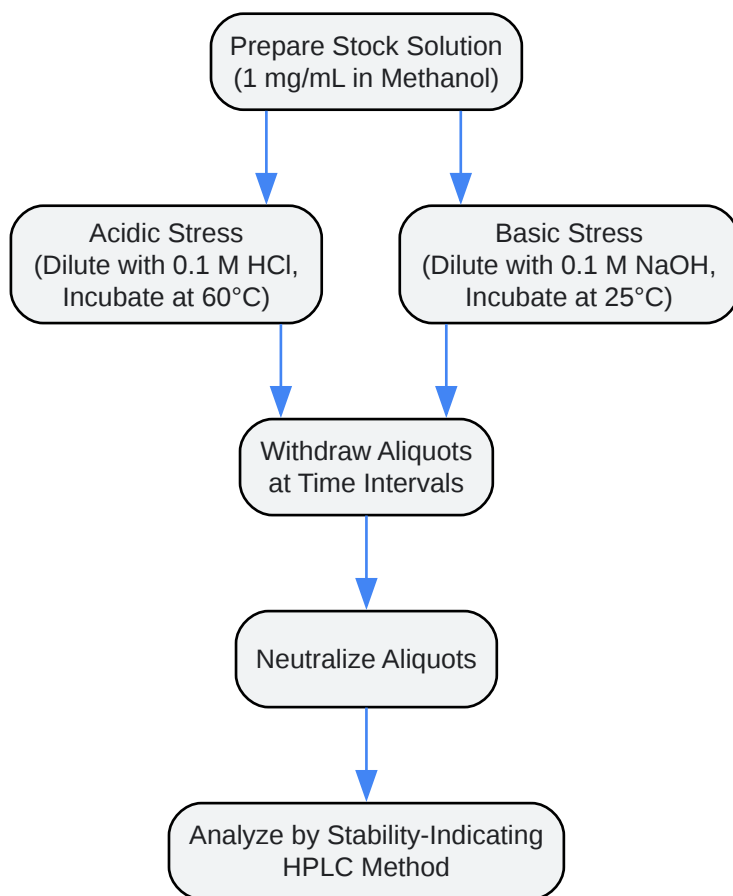 Prepare Stock Solution
(1 mg/mL in Methanol)
Acidic Stress
(Dilute with 0.1 M HCl,
Incubate at 60°C)
Basic Stress
(Dilute with 0.1 M NaOH,
Incubate at 25°C)
Withdraw Aliquots
at Time Intervals
Neutralize Aliquots
Analyze by Stability-Indicating
HPLC Method